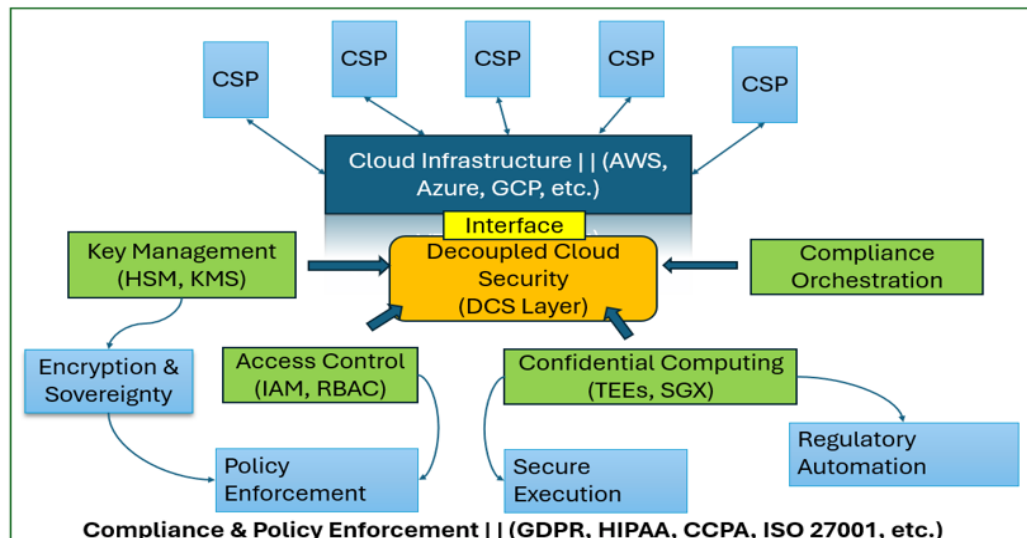 CSP
CSP
CSP
CSP
CSP
Cloud Infrastructure || (AWS,
Azure, GCP, etc.)
Interface
Decoupled Cloud
Security
(DCS Layer)
Key Management
(HSM, KMS)
Compliance
Orchestration
Encryption &
Sovereignty
Access Control
(IAM, RBAC)
Confidential Computing
(TEEs, SGX)
Policy
Enforcement
Secure
Execution
Regulatory
Automation
Compliance & Policy Enforcement || (GDPR, HIPAA, CCPA, ISO 27001, etc.)